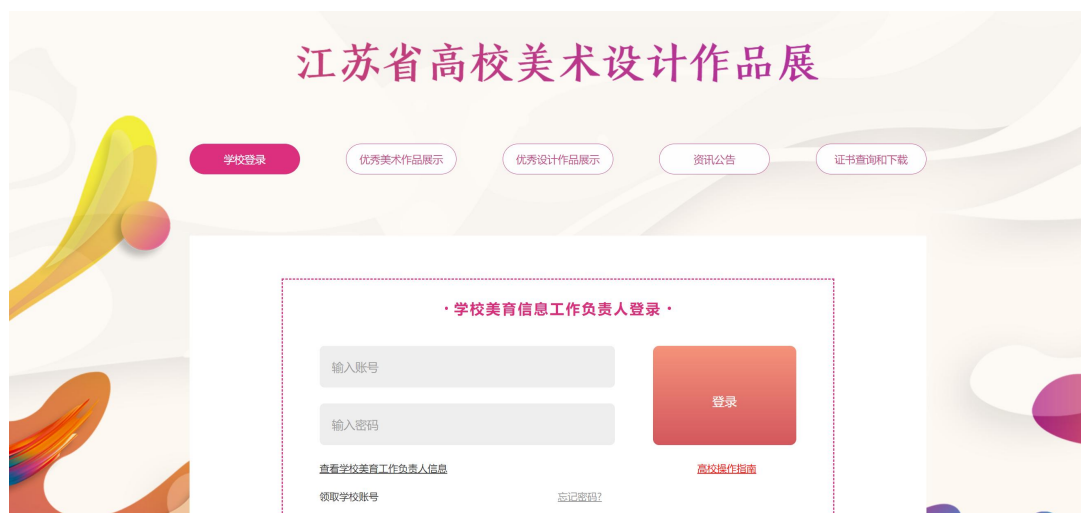 江苏省高校美术设计作品展
学校登录
优秀美术作品展示
优秀设计作品展示
资讯公告
证书查询和下载
·学校美育信息工作负责人登录·
输入账号
登录
输入密码
查看学校美育工作负责人信息
高校操作指南
领取学校账号
忘记密码?